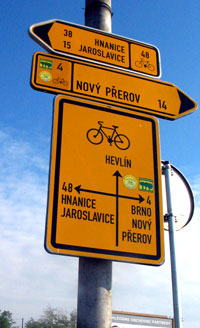 38 HNANICE 48
15 JAROSLAVICE
4 NOVÝ PŘEROV 14
HEVLÍN
48 4
HNANICE BRNO
JAROSLAVICE NOVÝ
PŘEROV